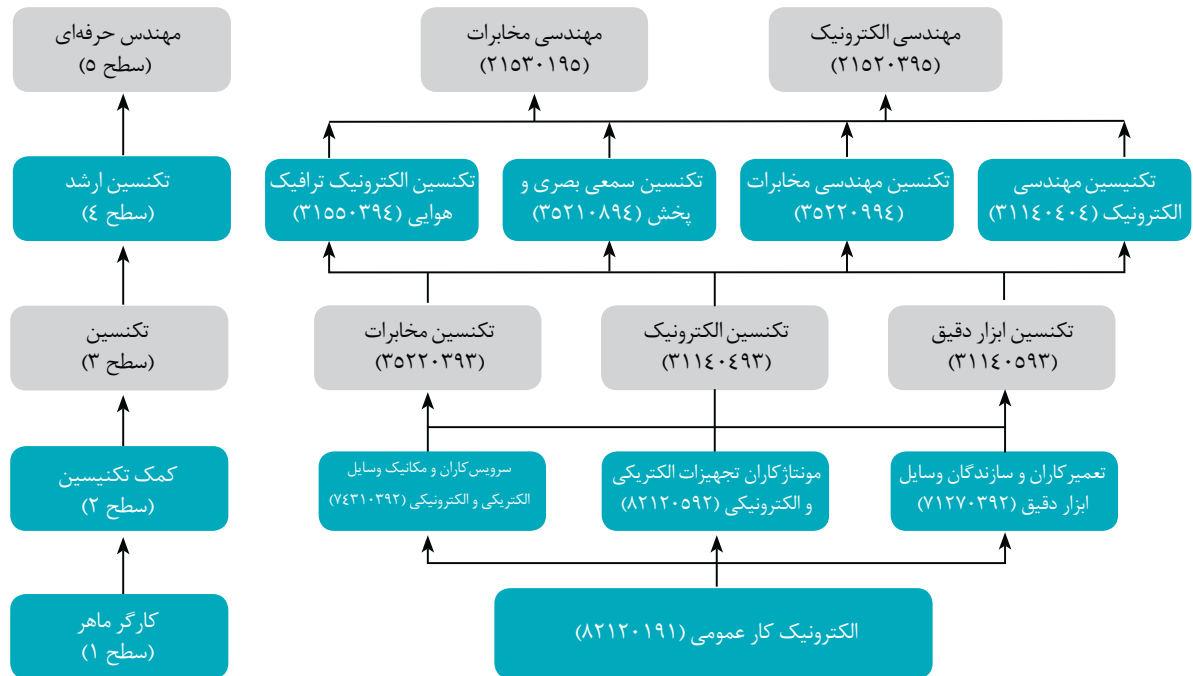 مهندسی الکترونیک
(۲۱۵۲۰۳۹۵)
مهندسی مخابرات
(۲۱۵۳۰۱۹۵)
مهندس حرفه‌ای
(سطح ۵)
تکنیسین مهندسی
الکترونیک (۳۱۱۴۰۴۰۴)
تکنسین مهندسی مخابرات
(۳۵۲۲۰۹۹۴)
تکنسین سمعی بصری و
پخش (۳۵۲۱۰۸۹۴)
تکنسین الکترونیک ترافیک
هوایی (۳۱۵۵۰۳۹۴)
تکنسین ارشد
(سطح ۴)
تکنسین ابزار دقیق
(۳۱۱۴۰۵۹۳)
تکنسین الکترونیک
(۳۱۱۴۰۴۹۳)
تکنسین مخابرات
(۳۵۲۲۰۳۹۳)
تکنسین
(سطح ۳)
تعمیرکاران و سازندگان وسایل
ابزار دقیق (۷۱۲۷۰۳۹۲)
مونتاژکاران تجهیزات الکتریکی
و الکترونیکی (۸۲۱۲۰۵۹۲)
سرویس‌کاران و مکانیک وسایل
الکتریکی و الکترونیکی (۷۴۳۱۰۳۹۲)
کمک تکنیسین
(سطح ۲)
الکترونیک کار عمومی (۸۲۱۲۰۱۹۱)
کارگر ماهر
(سطح ۱)